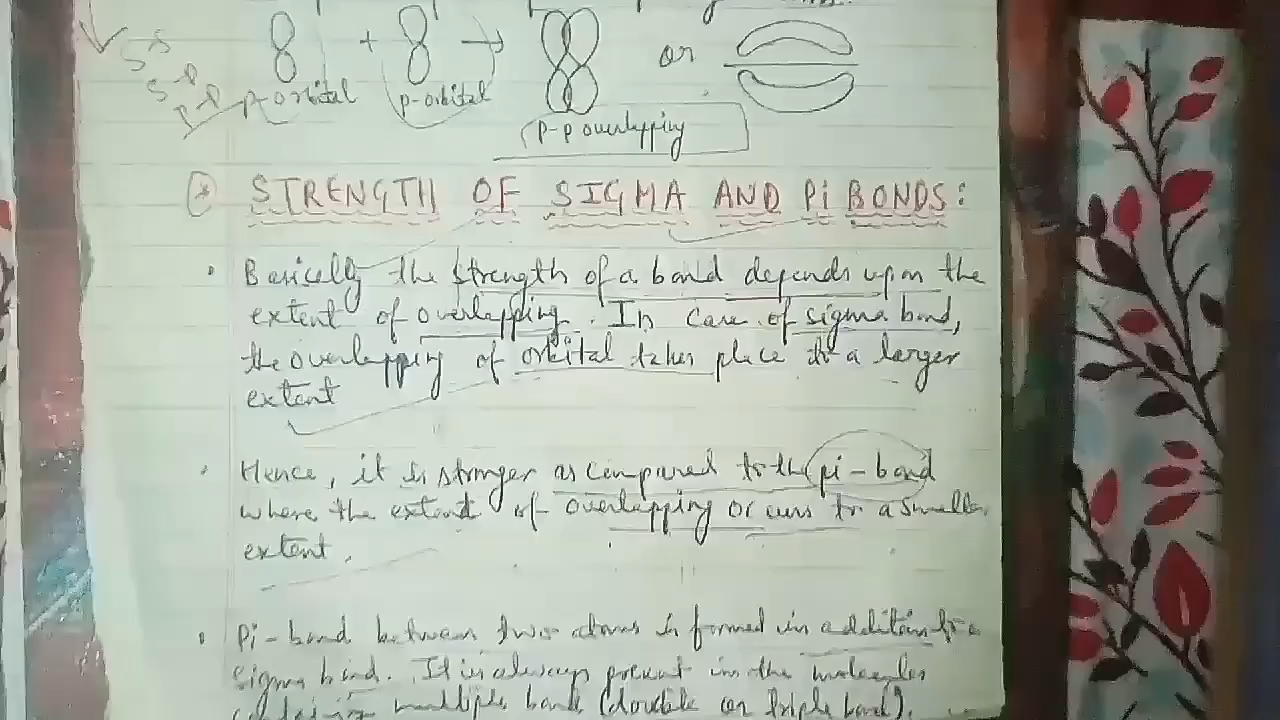 s-s
s-p
p-p
+ →
or
p-orbital
p-orbital
p-p overlapping
STRENGTH OF SIGMA AND Pi BONDS:
• Basically the strength of a bond depends upon the
extent of overlapping. In case of sigma bond,
the overlapping of orbital takes place to a larger
extent
• Hence, it is stronger as compared to the pi-bond
where the extent of overlapping occurs to a smaller
extent.
• Pi-bond between two atoms is formed in addition to a
sigma bond. It is always present in the molecules
containing multiple bond (double or triple bond).